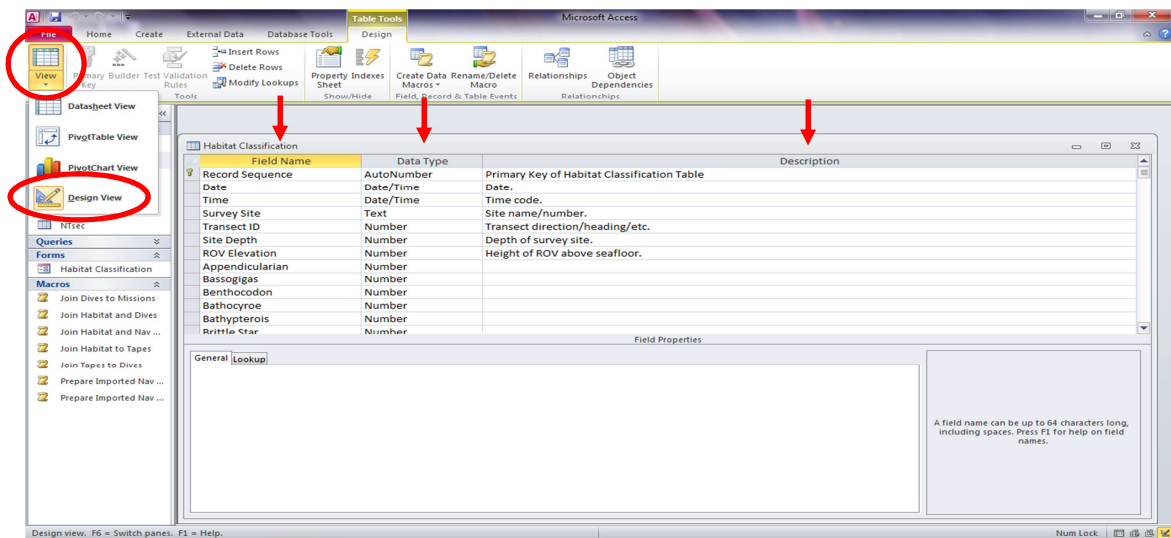 A
Table Tools
Microsoft Access
File Home Create External Data Database Tools Design
View
Primary Key
Builder
Test Validation Rules
Insert Rows
Delete Rows
Modify Lookups
Property Sheet
Indexes
Create Data Macros
Rename/Delete Macro
Relationships
Object Dependencies
Tools
Show/Hide
Field, Record & Table Events
Relationships
Datasheet View
PivotTable View
PivotChart View
Design View
NTsec
Queries
Forms
Habitat Classification
Macros
Join Dives to Missions
Join Habitat and Dives
Join Habitat and Nav ...
Join Habitat to Tapes
Join Tapes to Dives
Prepare Imported Nav ...
Prepare Imported Nav ...
Habitat Classification
Field Name Data Type Description
Record Sequence AutoNumber Primary Key of Habitat Classification Table
Date Date/Time Date.
Time Date/Time Time code.
Survey Site Text Site name/number.
Transect ID Number Transect direction/heading/etc.
Site Depth Number Depth of survey site.
ROV Elevation Number Height of ROV above seafloor.
Appendicularian Number
Bassogigas Number
Benthocodon Number
Bathocyroe Number
Bathypterois Number
Brittle Star Number
Field Properties
General Lookup
A field name can be up to 64 characters long,
including spaces. Press F1 for help on field
names.
Design view. F6 = Switch panes. F1 = Help.
Num Lock